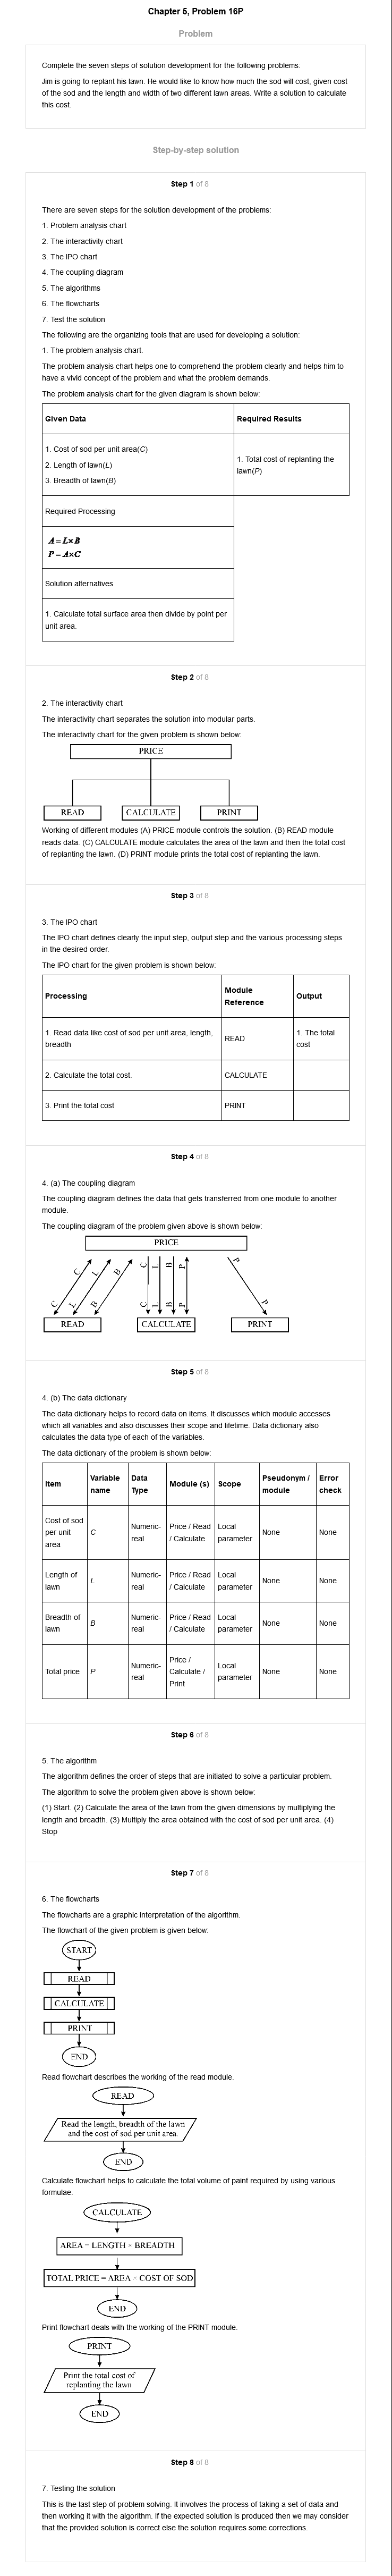 Chapter 5, Problem 16P
Problem
Complete the seven steps of solution development for the following problems:
Jim is going to replant his lawn. He would like to know how much the sod will cost, given cost
of the sod and the length and width of two different lawn areas. Write a solution to calculate
this cost.
Step-by-step solution
Step 1 of 8
There are seven steps for the solution development of the problems:
1. Problem analysis chart
2. The interactivity chart
3. The IPO chart
4. The coupling diagram
5. The algorithms
6. The flowcharts
7. Test the solution
The following are the organizing tools that are used for developing a solution:
1. The problem analysis chart.
The problem analysis chart helps one to comprehend the problem clearly and helps him to
have a vivid concept of the problem and what the problem demands.
The problem analysis chart for the given diagram is shown below:
Given Data
Required Results
1. Cost of sod per unit area(C)
2. Length of lawn(L)
3. Breadth of lawn(B)
1. Total cost of replanting the
lawn(P)
Required Processing
A = L×B
P = A×C
Solution alternatives
1. Calculate total surface area then divide by point per
unit area.
Step 2 of 8
2. The interactivity chart
The interactivity chart separates the solution into modular parts.
The interactivity chart for the given problem is shown below:
PRICE
READ CALCULATE PRINT
Working of different modules (A) PRICE module controls the solution. (B) READ module
reads data. (C) CALCULATE module calculates the area of the lawn and then the total cost
of replanting the lawn. (D) PRINT module prints the total cost of replanting the lawn.
Step 3 of 8
3. The IPO chart
The IPO chart defines clearly the input step, output step and the various processing steps
in the desired order.
The IPO chart for the given problem is shown below:
Processing
Module
Reference
Output
1. Read data like cost of sod per unit area, length,
breadth
READ
1. The total
cost
2. Calculate the total cost.
CALCULATE
3. Print the total cost
PRINT
Step 4 of 8
4. (a) The coupling diagram
The coupling diagram defines the data that gets transferred from one module to another
module.
The coupling diagram of the problem given above is shown below:
PRICE
C L B C L B P P
C L B C L B P P
READ CALCULATE PRINT
Step 5 of 8
4. (b) The data dictionary
The data dictionary helps to record data on items. It discusses which module accesses
which all variables and also discusses their scope and lifetime. Data dictionary also
calculates the data type of each of the variables.
The data dictionary of the problem is shown below:
Item
Variable
name
Data
Type
Module (s)
Scope
Pseudonym /
module
Error
check
Cost of sod
per unit
area
C
Numeric-
real
Price / Read
/ Calculate
Local
parameter
None
None
Length of
lawn
L
Numeric-
real
Price / Read
/ Calculate
Local
parameter
None
None
Breadth of
lawn
B
Numeric-
real
Price / Read
/ Calculate
Local
parameter
None
None
Total price
P
Numeric-
real
Price /
Calculate /
Print
Local
parameter
None
None
Step 6 of 8
5. The algorithm
The algorithm defines the order of steps that are initiated to solve a particular problem.
The algorithm to solve the problem given above is shown below:
(1) Start. (2) Calculate the area of the lawn from the given dimensions by multiplying the
length and breadth. (3) Multiply the area obtained with the cost of sod per unit area. (4)
Stop
Step 7 of 8
6. The flowcharts
The flowcharts are a graphic interpretation of the algorithm.
The flowchart of the given problem is given below:
START
READ
CALCULATE
PRINT
END
Read flowchart describes the working of the read module.
READ
Read the length, breadth of the lawn
and the cost of sod per unit area.
END
Calculate flowchart helps to calculate the total volume of paint required by using various
formulae.
CALCULATE
AREA = LENGTH × BREADTH
TOTAL PRICE = AREA × COST OF SOD
END
Print flowchart deals with the working of the PRINT module.
PRINT
Print the total cost of
replanting the lawn
END
Step 8 of 8
7. Testing the solution
This is the last step of problem solving. It involves the process of taking a set of data and
then working it with the algorithm. If the expected solution is produced then we may consider
that the provided solution is correct else the solution requires some corrections.